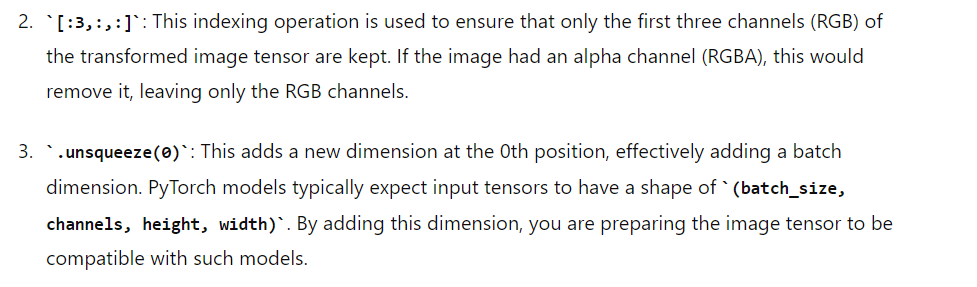 2. `[:3,:,:]`: This indexing operation is used to ensure that only the first three channels (RGB) of
the transformed image tensor are kept. If the image had an alpha channel (RGBA), this would
remove it, leaving only the RGB channels.
3. `.unsqueeze(0)`: This adds a new dimension at the 0th position, effectively adding a batch
dimension. PyTorch models typically expect input tensors to have a shape of `(batch_size,
channels, height, width)`. By adding this dimension, you are preparing the image tensor to be
compatible with such models.